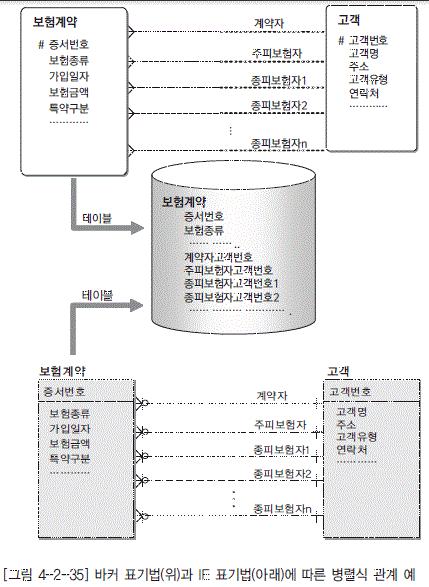 보험계약
# 증서번호
보험종류
가입일자
보험금액
특약구분
............
계약자
주피보험자
종피보험자1
종피보험자2
⋮
종피보험자n
고객
# 고객번호
고객명
주소
고객유형
연락처
............
테이블
보험계약
증서번호
보험종류
...... ...... ..
계약자고객번호
주피보험자고객번호
종피보험자고객번호1
종피보험자고객번호2
...... ............ ............ .
테이블
보험계약
증서번호
보험종류
가입일자
보험금액
특약구분
............
계약자
주피보험자
종피보험자1
종피보험자2
⋮
종피보험자n
고객
고객번호
고객명
주소
고객유형
연락처
............
[그림 4-2-35] 바커 표기법(위)과 IE 표기법(아래)에 따른 병렬식 관계 예